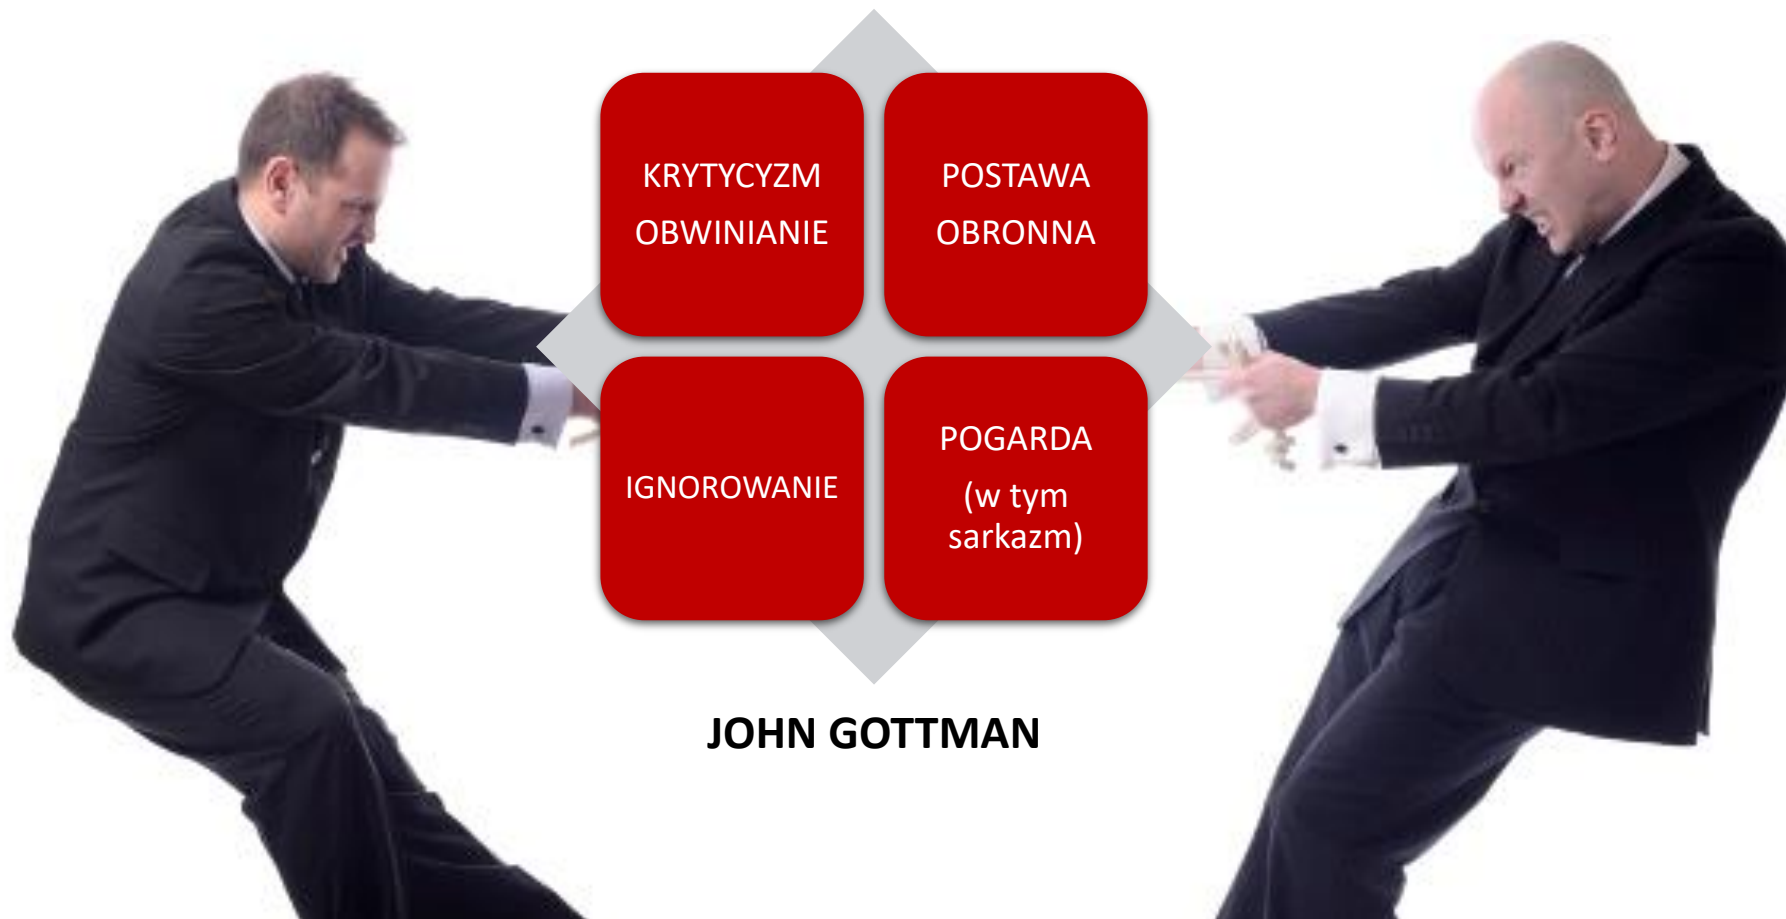 KRYTYCYZM
OBWINIANIE
POSTAWA
OBRONNA
IGNOROWANIE
POGARDA
(w tym
sarkazm)
JOHN GOTTMAN